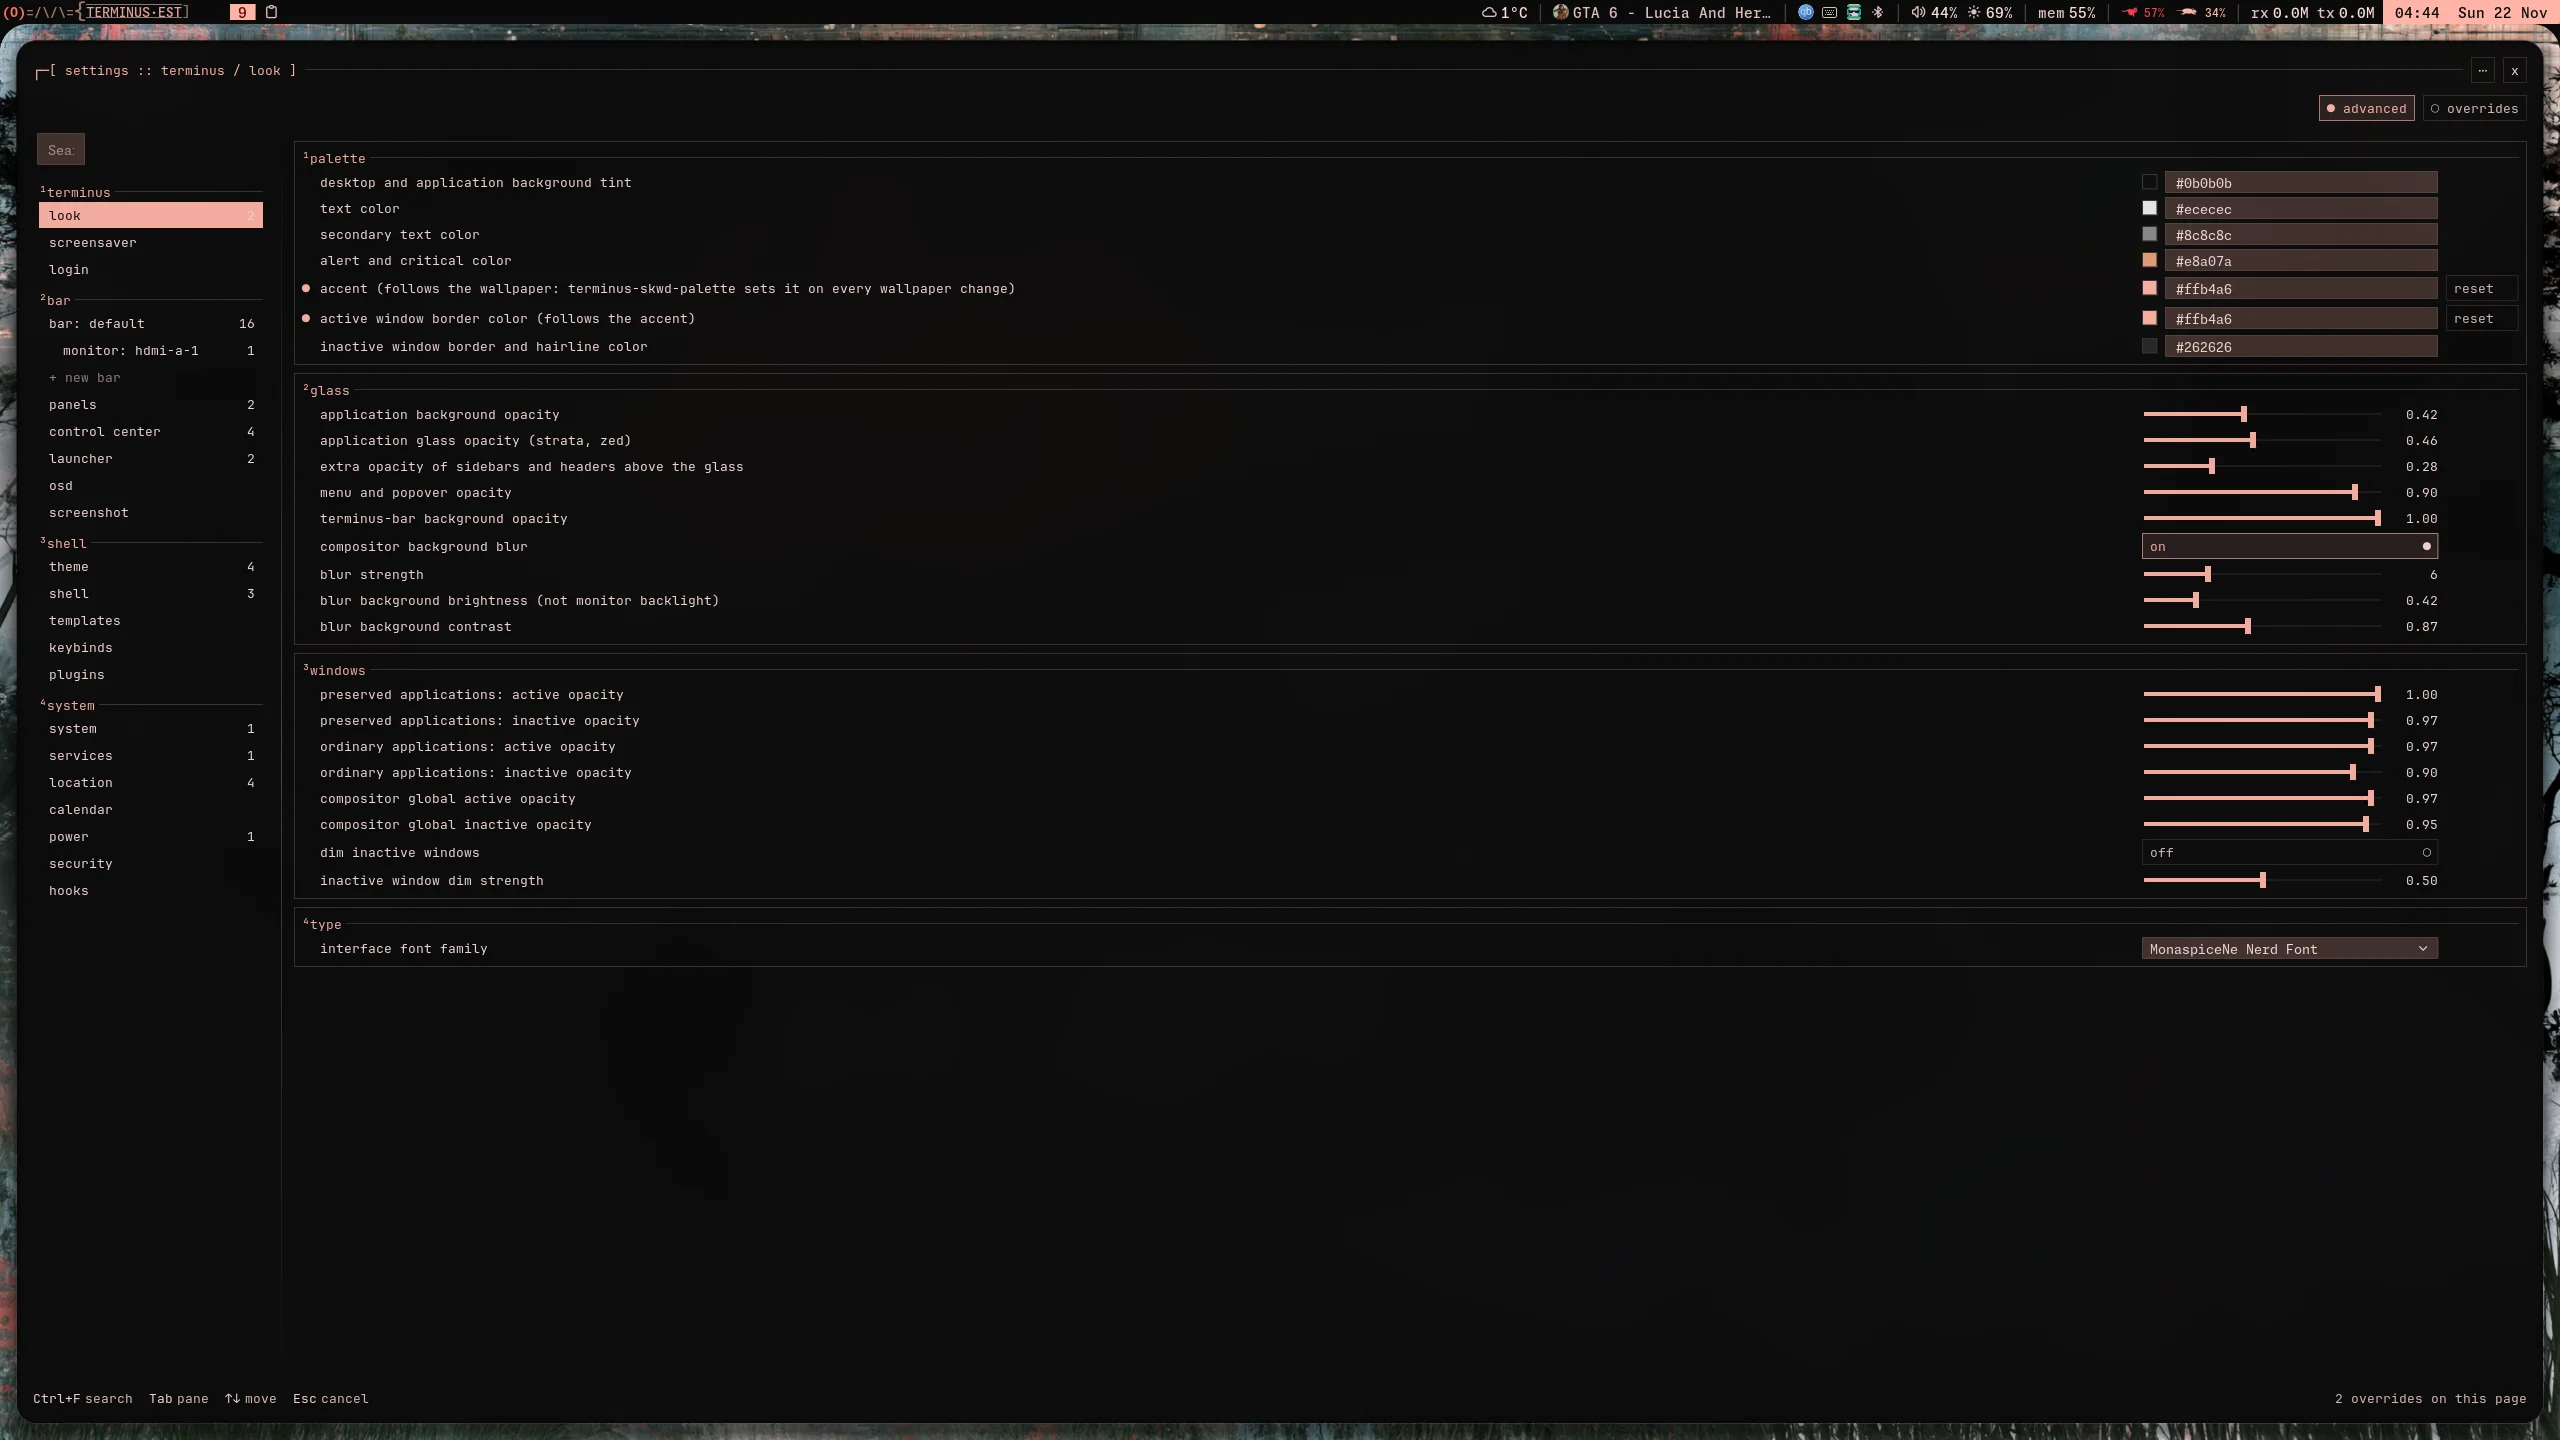 (O)=/\/\={TERMINUS·EST]
9
1°C
GTA 6 - Lucia And Her…
44% 69%
mem 55%
57% 34%
rx 0.0M tx 0.0M
04:44 Sun 22 Nov
┌─[ settings :: terminus / look ]
… x
advanced
overrides
Sea
¹terminus
look 2
screensaver
login
²bar
bar: default 16
monitor: hdmi-a-1 1
+ new bar
panels 2
control center 4
launcher 2
osd
screenshot
³shell
theme 4
shell 3
templates
keybinds
plugins
⁴system
system 1
services 1
location 4
calendar
power 1
security
hooks
¹palette
desktop and application background tint #0b0b0b
text color #ececec
secondary text color #8c8c8c
alert and critical color #e8a07a
accent (follows the wallpaper: terminus-skwd-palette sets it on every wallpaper change) #ffb4a6 reset
active window border color (follows the accent) #ffb4a6 reset
inactive window border and hairline color #262626
²glass
application background opacity 0.42
application glass opacity (strata, zed) 0.46
extra opacity of sidebars and headers above the glass 0.28
menu and popover opacity 0.90
terminus-bar background opacity 1.00
compositor background blur on
blur strength 6
blur background brightness (not monitor backlight) 0.42
blur background contrast 0.87
³windows
preserved applications: active opacity 1.00
preserved applications: inactive opacity 0.97
ordinary applications: active opacity 0.97
ordinary applications: inactive opacity 0.90
compositor global active opacity 0.97
compositor global inactive opacity 0.95
dim inactive windows off
inactive window dim strength 0.50
⁴type
interface font family MonaspiceNe Nerd Font
Ctrl+F search Tab pane ↑↓ move Esc cancel
2 overrides on this page